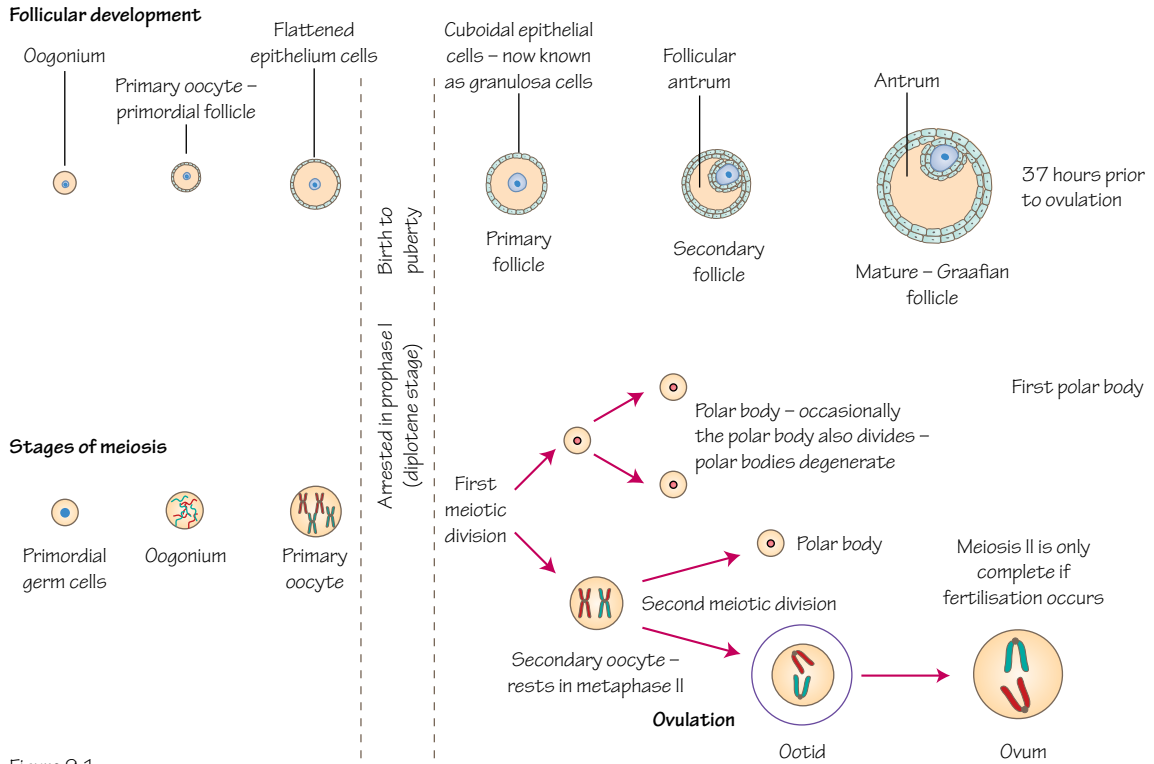 Follicular development
Oogonium
Primary oocyte –
primordial follicle
Flattened
epithelium cells
Cuboidal epithelial
cells – now known
as granulosa cells
Follicular
antrum
Antrum
37 hours prior
to ovulation
Birth to
puberty
Primary
follicle
Secondary
follicle
Mature – Graafian
follicle
Arrested in prophase I
(diplotene stage)
First polar body
Polar body – occasionally
the polar body also divides –
polar bodies degenerate
Stages of meiosis
First
meiotic
division
Primordial
germ cells
Oogonium
Primary
oocyte
Polar body
Meiosis II is only
complete if
fertilisation occurs
Second meiotic division
Secondary oocyte –
rests in metaphase II
Ovulation
Ootid
Ovum